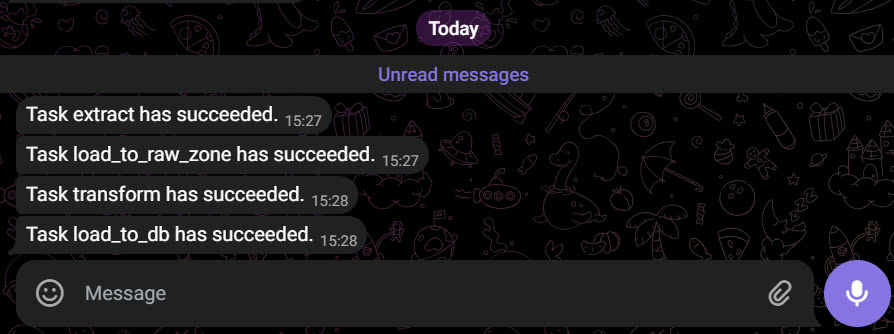 Today
Unread messages
Task extract has succeeded. 15:27
Task load_to_raw_zone has succeeded. 15:27
Task transform has succeeded. 15:28
Task load_to_db has succeeded. 15:28
Message